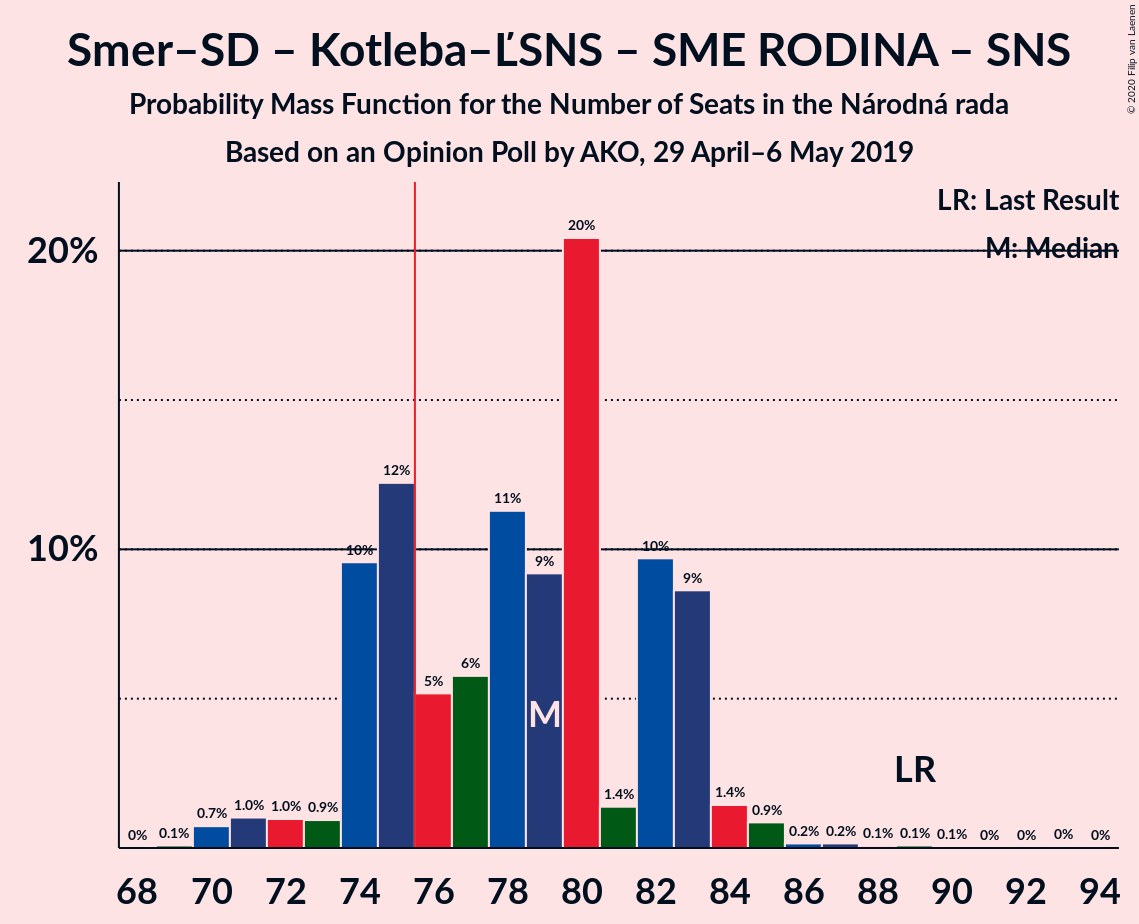 Smer–SD – Kotleba–ĽSNS – SME RODINA – SNS
Probability Mass Function for the Number of Seats in the Národná rada
Based on an Opinion Poll by AKO, 29 April–6 May 2019
© 2020 Filip van Laenen
LR: Last Result
M: Median
20%
10%
0% 0.1% 0.7% 1.0% 1.0% 0.9% 10% 12% 5% 6% 11% 9% 20% 1.4% 10% 9% 1.4% 0.9% 0.2% 0.2% 0.1% 0.1% 0.1% 0% 0% 0% 0%
M
LR
68 70 72 74 76 78 80 82 84 86 88 90 92 94